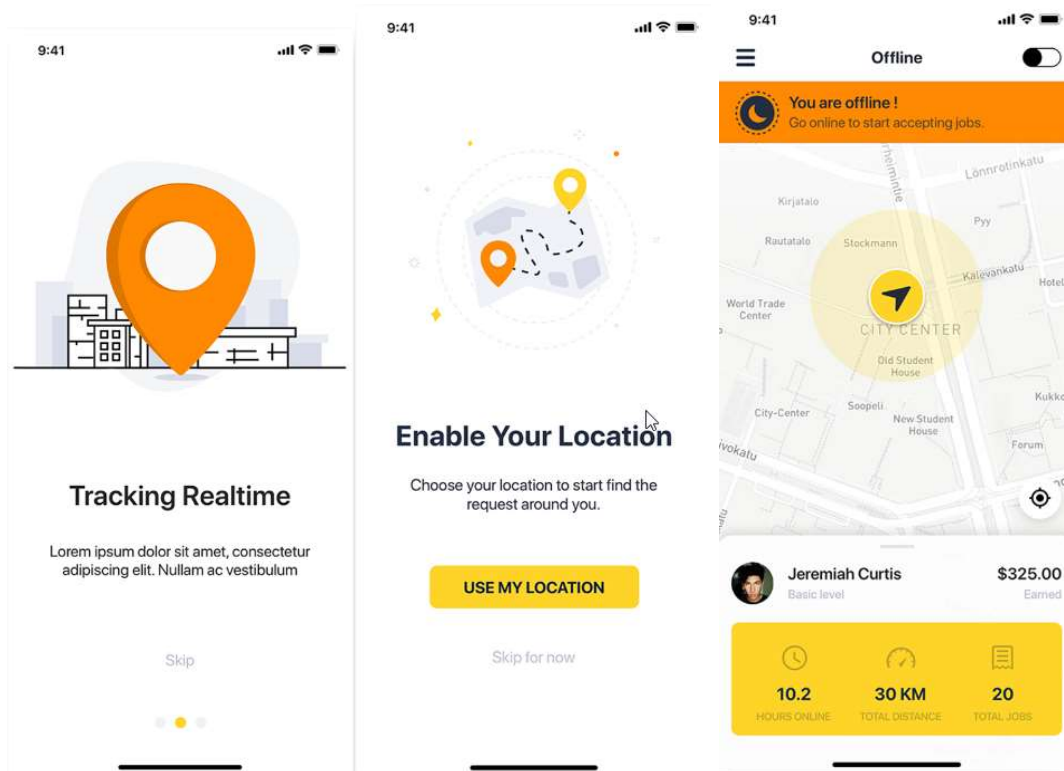 9:41
Tracking Realtime
Lorem ipsum dolor sit amet, consectetur
adipiscing elit. Nullam ac vestibulum
Skip
9:41
Enable Your Location
Choose your location to start find the
request around you.
USE MY LOCATION
Skip for now
9:41
Offline
You are offline !
Go online to start accepting jobs.
Lönnrotinkatu
Kirjatalo
Pyy
Rautatalo
Stockmann
Kalevankatu
Hotel
World Trade
Center
CITY CENTER
Old Student
House
Kukko
City-Center
Soopeli
New Student
House
Forum
Jeremiah Curtis
$325.00
Basic level
Earned
10.2
30 KM
20
HOURS ONLINE
TOTAL DISTANCE
TOTAL JOBS